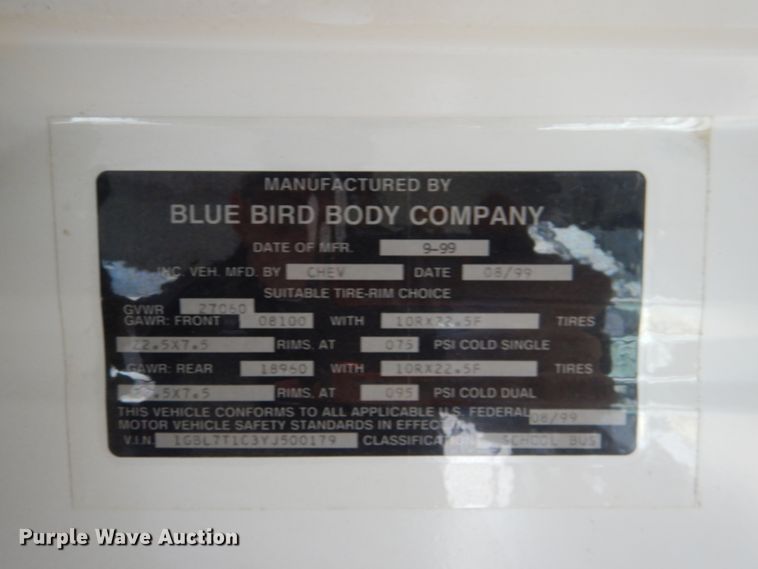 MANUFACTURED BY
BLUE BIRD BODY COMPANY
DATE OF MFR. 9-99
INC. VEH. MFD. BY CHEV DATE 08/99
SUITABLE TIRE-RIM CHOICE
GVWR 27060
GAWR: FRONT 08100 WITH 10RX22.5F TIRES
22.5X7.5 RIMS. AT 075 PSI COLD SINGLE
GAWR: REAR 18960 WITH 10RX22.5F TIRES
22.5X7.5 RIMS. AT 095 PSI COLD DUAL
THIS VEHICLE CONFORMS TO ALL APPLICABLE U.S. FEDERAL
MOTOR VEHICLE SAFETY STANDARDS IN EFFECT 08/99
V.I.N. 1GBL7T1C3YJ500179 CLASSIFICATION SCHOOL BUS
Purple Wave Auction